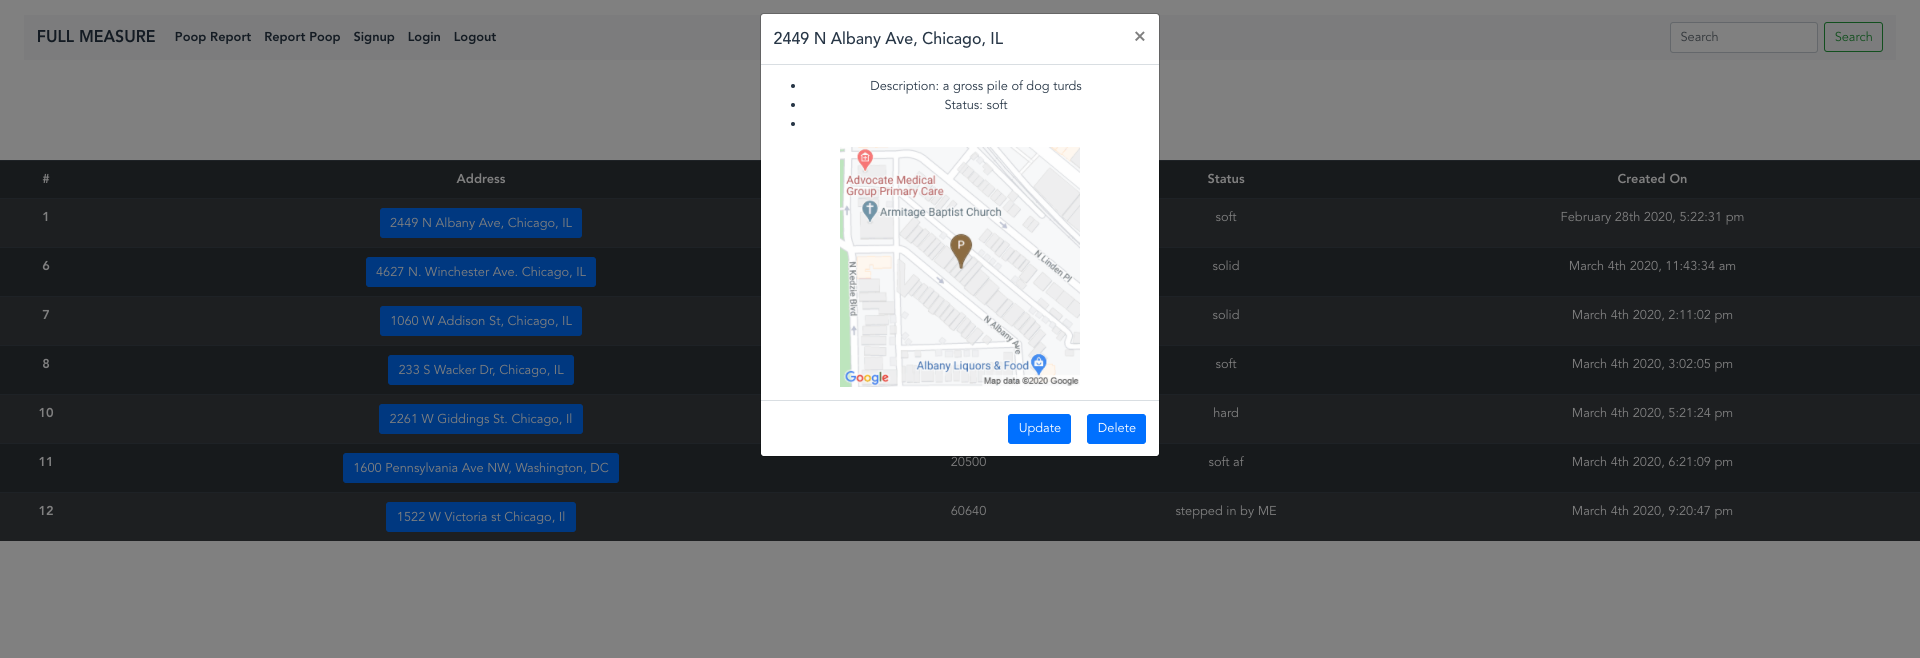 FULL MEASURE Poop Report Report Poop Signup Login Logout Search Search
2449 N Albany Ave, Chicago, IL ×
Description: a gross pile of dog turds
Status: soft
Advocate Medical
Group Primary Care
Armitage Baptist Church
P
N Linden Pl
N Kedzie Blvd
N Albany Ave
Albany Liquors & Food
Google
Map data ©2020 Google
Update Delete
# Address Status Created On
1 2449 N Albany Ave, Chicago, IL soft February 28th 2020, 5:22:31 pm
6 4627 N. Winchester Ave. Chicago, IL solid March 4th 2020, 11:43:34 am
7 1060 W Addison St, Chicago, IL solid March 4th 2020, 2:11:02 pm
8 233 S Wacker Dr, Chicago, IL soft March 4th 2020, 3:02:05 pm
10 2261 W Giddings St. Chicago, Il hard March 4th 2020, 5:21:24 pm
11 1600 Pennsylvania Ave NW, Washington, DC 20500 soft af March 4th 2020, 6:21:09 pm
12 1522 W Victoria st Chicago, Il 60640 stepped in by ME March 4th 2020, 9:20:47 pm